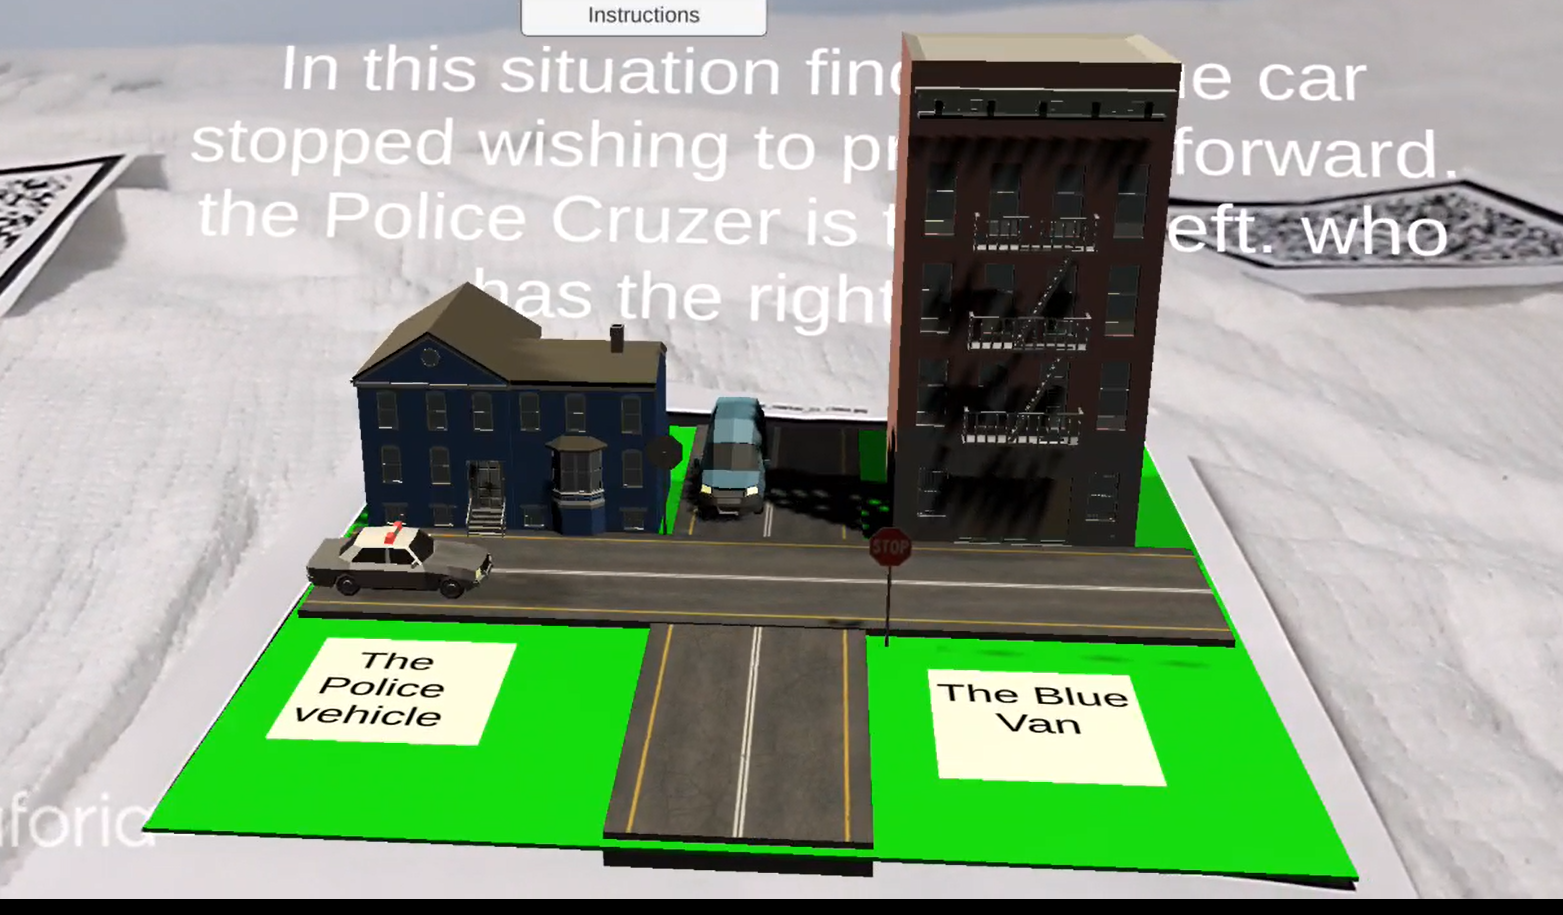 Instructions
In this situation fin e car
stopped wishing to pr forward.
the Police Cruzer is t eft. who
has the right
STOP
The
Police
vehicle
The Blue
Van
uforia